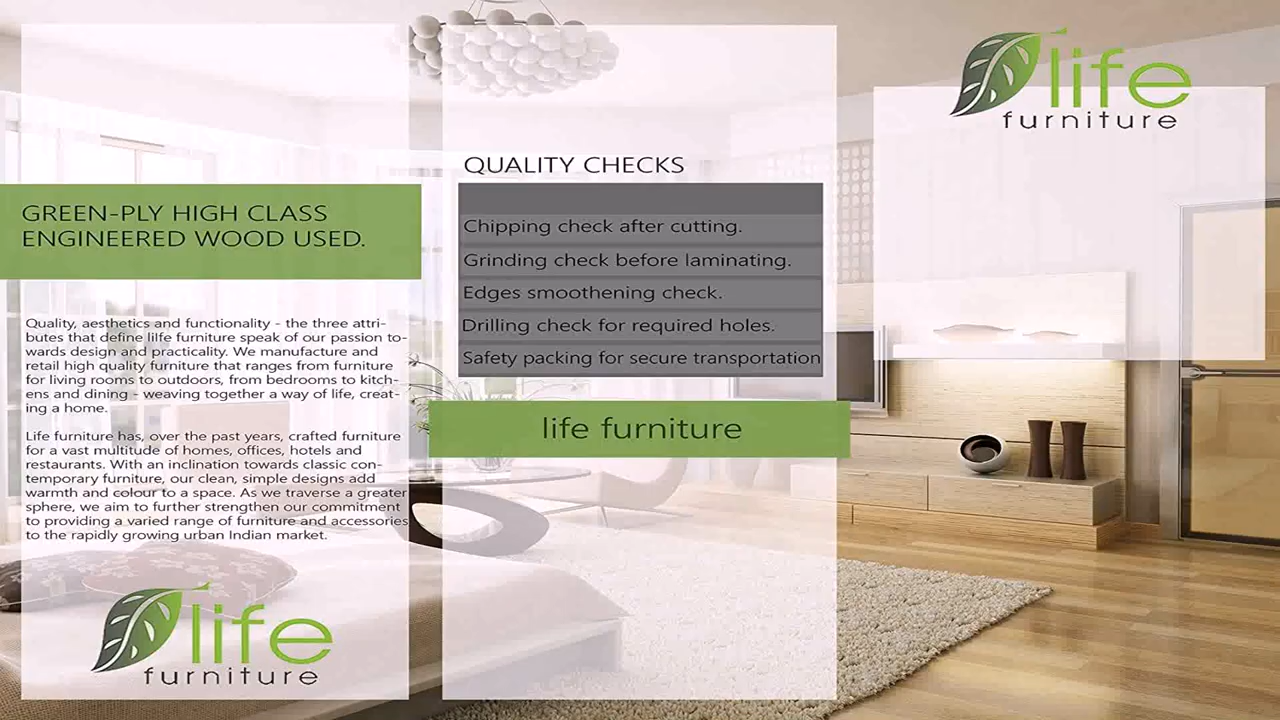 GREEN-PLY HIGH CLASS
ENGINEERED WOOD USED.
Quality, aesthetics and functionality - the three attri-
butes that define lilfe furniture speak of our passion to-
wards design and practicality. We manufacture and
retail high quality furniture that ranges from furniture
for living rooms to outdoors, from bedrooms to kitch-
ens and dining - weaving together a way of life, creat-
ing a home.
Life furniture has, over the past years, crafted furniture
for a vast multitude of homes, offices, hotels and
restaurants. With an inclination towards classic con-
temporary furniture, our clean, simple designs add
warmth and colour to a space. As we traverse a greater
sphere, we aim to further strengthen our commitment
to providing a varied range of furniture and accessories
to the rapidly growing urban Indian market.
life
furniture
QUALITY CHECKS
Chipping check after cutting.
Grinding check before laminating.
Edges smoothening check.
Drilling check for required holes.
Safety packing for secure transportation
life furniture
life
furniture